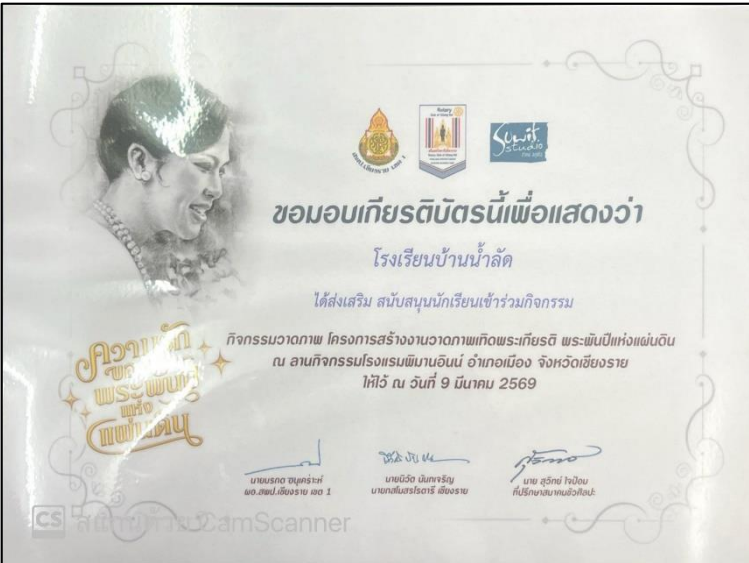 Rotary
Suwit
studio
ขอมอบเกียรติบัตรนี้เพื่อแสดงว่า
โรงเรียนบ้านน้ำลัด
ได้ส่งเสริม สนับสนุนนักเรียนเข้าร่วมกิจกรรม
กิจกรรมวาดภาพ โครงการสร้างงานวาดภาพเทิดพระเกียรติ พระพันปีแห่งแผ่นดิน
ณ ลานกิจกรรมโรงแรมพิมานอินน์ อำเภอเมือง จังหวัดเชียงราย
ให้ไว้ ณ วันที่ 9 มีนาคม 2569
ความรัก
พระพันปี
แห่ง
แผ่นดิน
นายมรกต อนุเคราะห์
ผอ.สพป.เชียงราย เขต 1
นายนิวัต นันทเจริญ
นายกสโมสรโรตารี เชียงราย
นาย สุวิทย์ ใจป้อม
ที่ปรึกษาสมาคมขัวศิลปะ
CS CamScanner